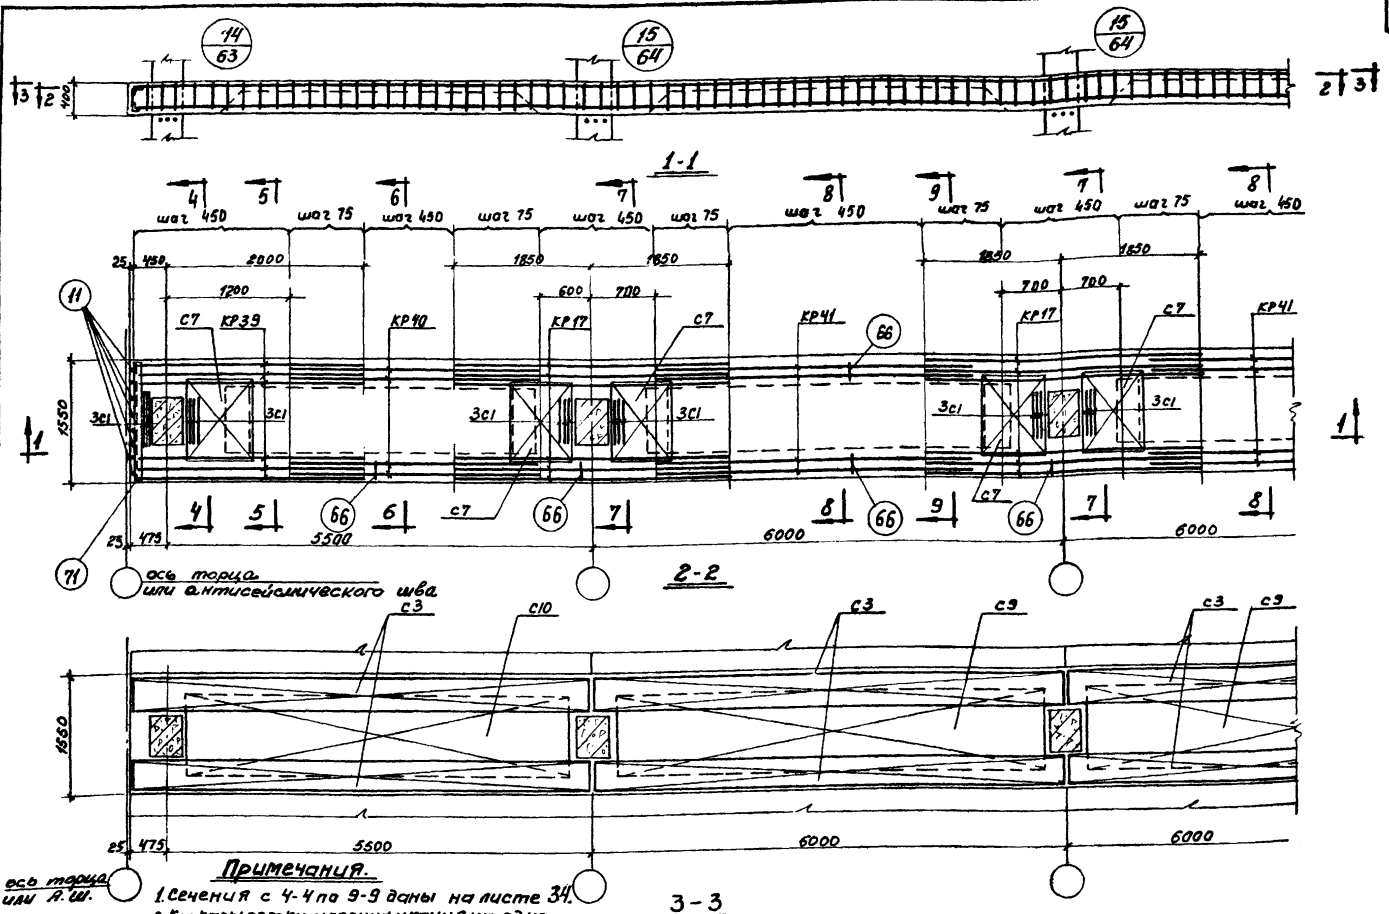 14
63
15
64
15
64
3 2
400
2 3
1-1
4 5 6 7 8 9 7 8
шаг 450 шаг 75 шаг 450 шаг 75 шаг 450 шаг 75 шаг 450 шаг 75 шаг 450 шаг 75 шаг 450
25 450 2000 1850 1850 1850 1850
1200 600 700 700 700
11 С7 КР39 КР40 КР17 С7 КР41 66 КР17 С7 КР41
1550
3С1 3С1 3С1 3С1 3С1 3С1
1 1
4 5 66 6 С7 66 7 8 66 9 С7 66 7 8
25 475 5500 6000 6000
71
ось торца
или антисейсмического шва
2-2
С3 С10 С3 С9 С3 С9
1550
25 475 5500 6000 6000
ось торца
или А.Ш.
Примечания.
1. Сечения с 4-4 по 9-9 даны на листе 34.
3-3